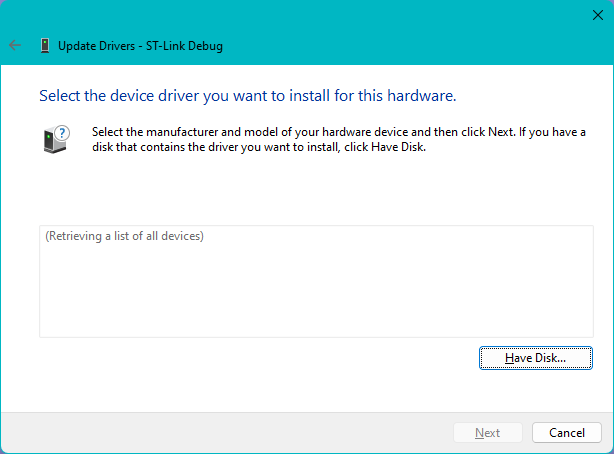 Update Drivers - ST-Link Debug
Select the device driver you want to install for this hardware.
Select the manufacturer and model of your hardware device and then click Next. If you have a
disk that contains the driver you want to install, click Have Disk.
(Retrieving a list of all devices)
Have Disk...
Next
Cancel